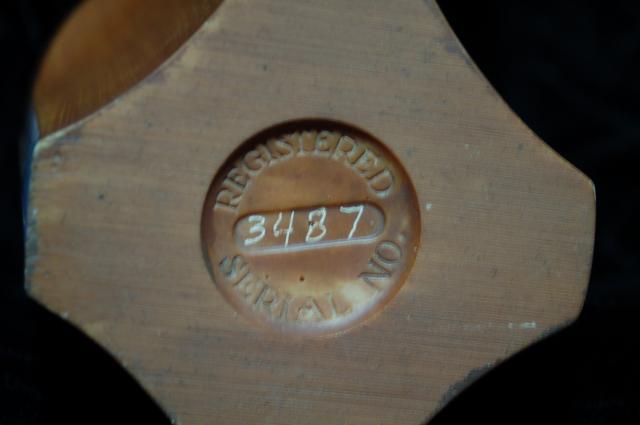 REGISTERED
3487
SERIAL NO.